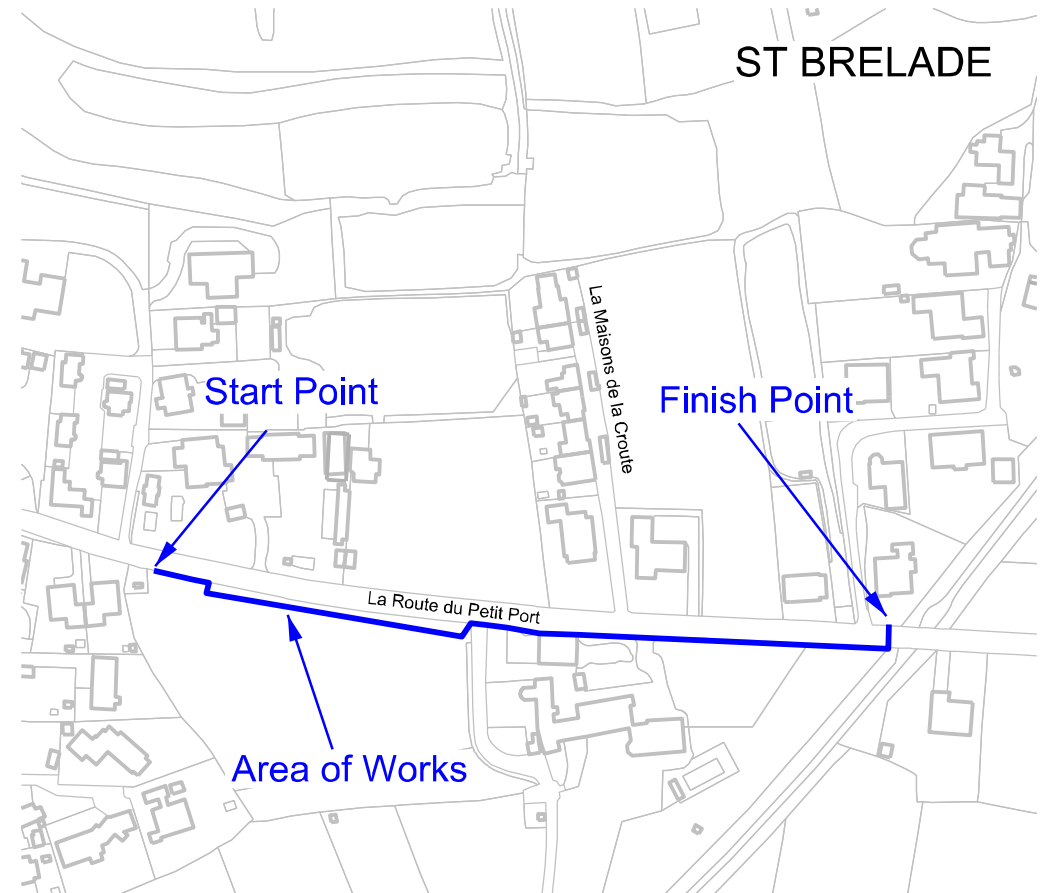 ST BRELADE
La Maisons de la Croute
Start Point
Finish Point
La Route du Petit Port
Area of Works